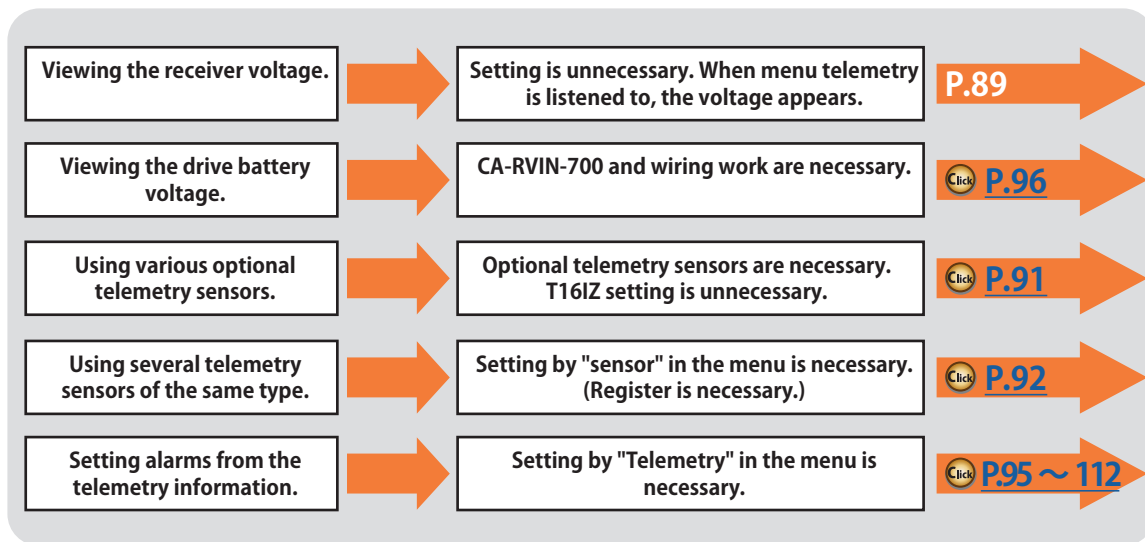 Viewing the receiver voltage.
Setting is unnecessary. When menu telemetry
is listened to, the voltage appears.
P.89
Viewing the drive battery
voltage.
CA-RVIN-700 and wiring work are necessary.
Click P.96
Using various optional
telemetry sensors.
Optional telemetry sensors are necessary.
T16IZ setting is unnecessary.
Click P.91
Using several telemetry
sensors of the same type.
Setting by "sensor" in the menu is necessary.
(Register is necessary.)
Click P.92
Setting alarms from the
telemetry information.
Setting by "Telemetry" in the menu is
necessary.
Click P.95 ～ 112